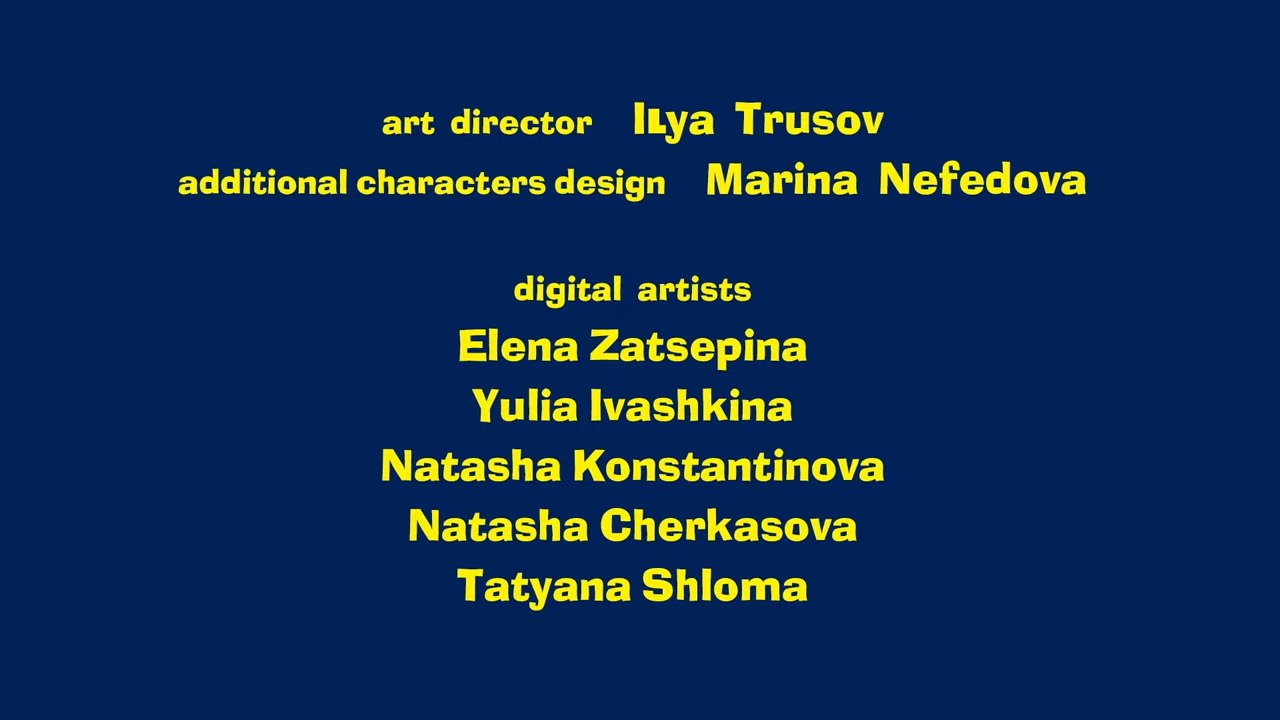 art director ILya Trusov
additional characters design Marina Nefedova
digital artists
Elena Zatsepina
Yulia Ivashkina
Natasha Konstantinova
Natasha Cherkasova
Tatyana Shloma